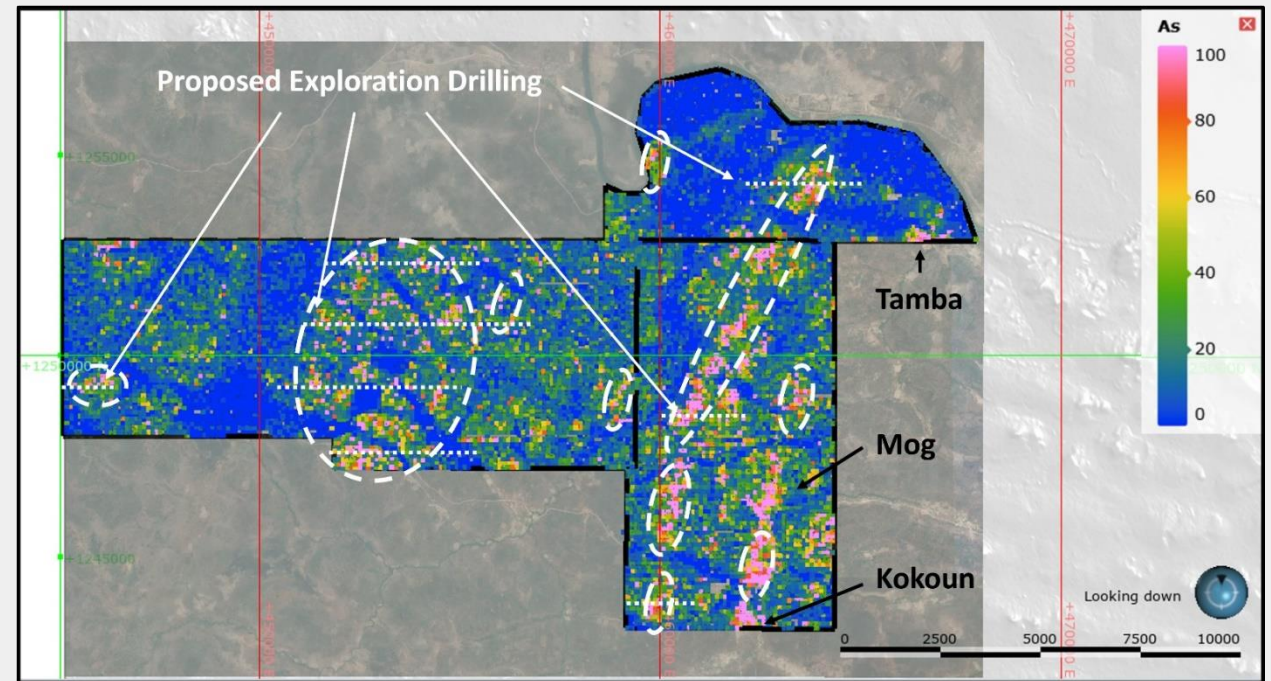 +450000 E
+460000 E
+470000 E
As
100
80
60
40
20
0
Proposed Exploration Drilling
+1255000
Tamba
+1250000
Mog
+1245000
Kokoun
Looking down
0 2500 5000 7500 10000
+470000 E